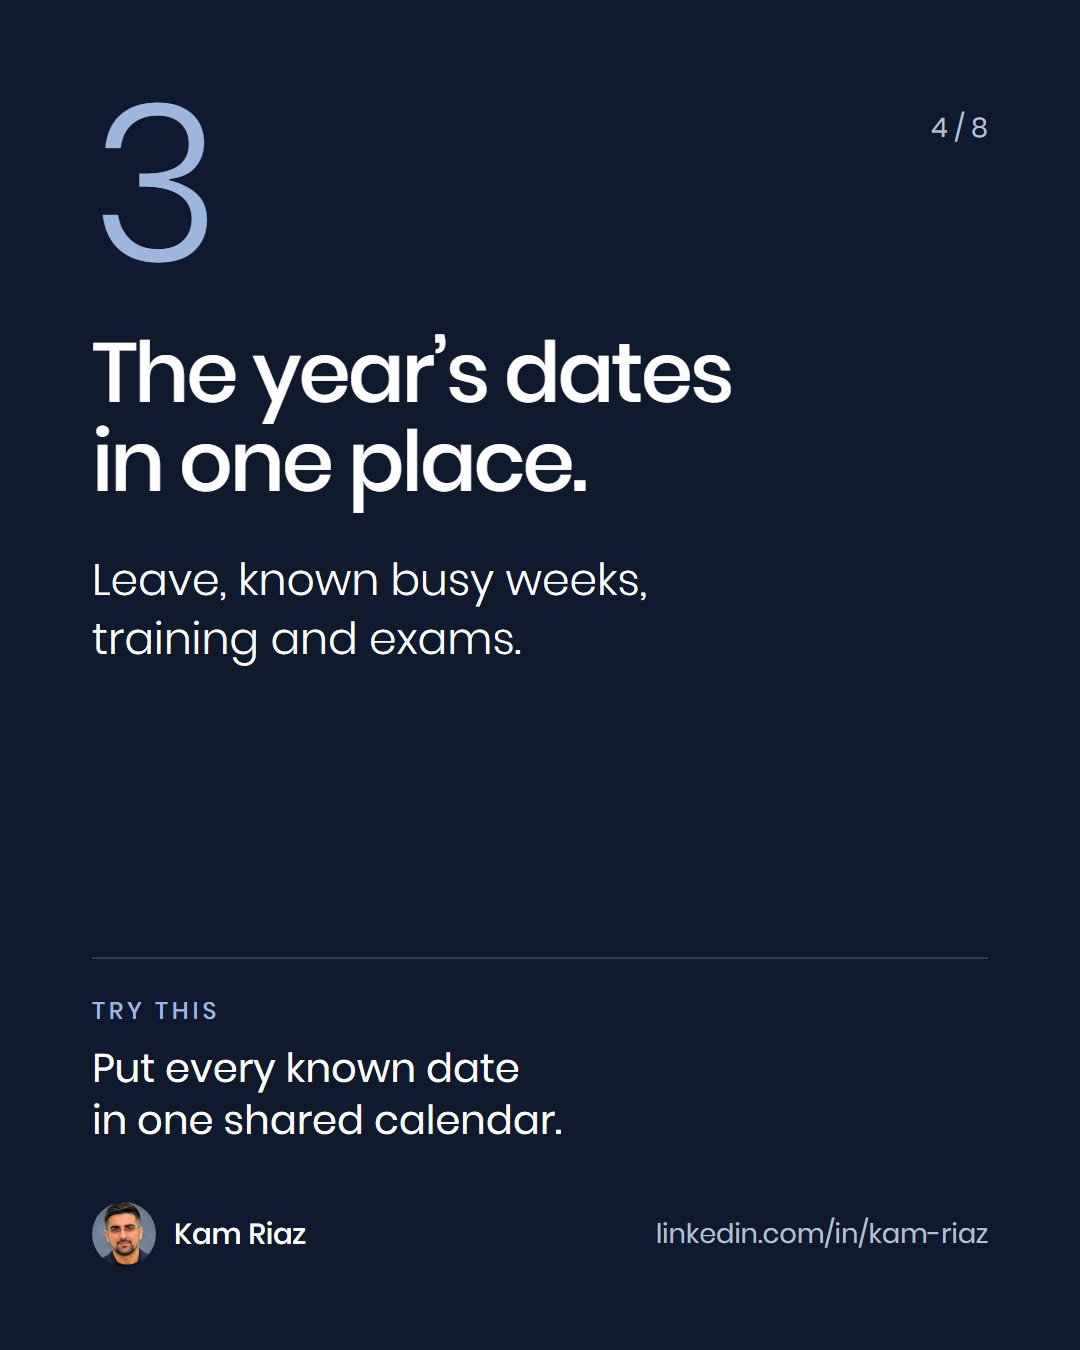 3
4 / 8
The year’s dates
in one place.
Leave, known busy weeks,
training and exams.
TRY THIS
Put every known date
in one shared calendar.
Kam Riaz
linkedin.com/in/kam-riaz